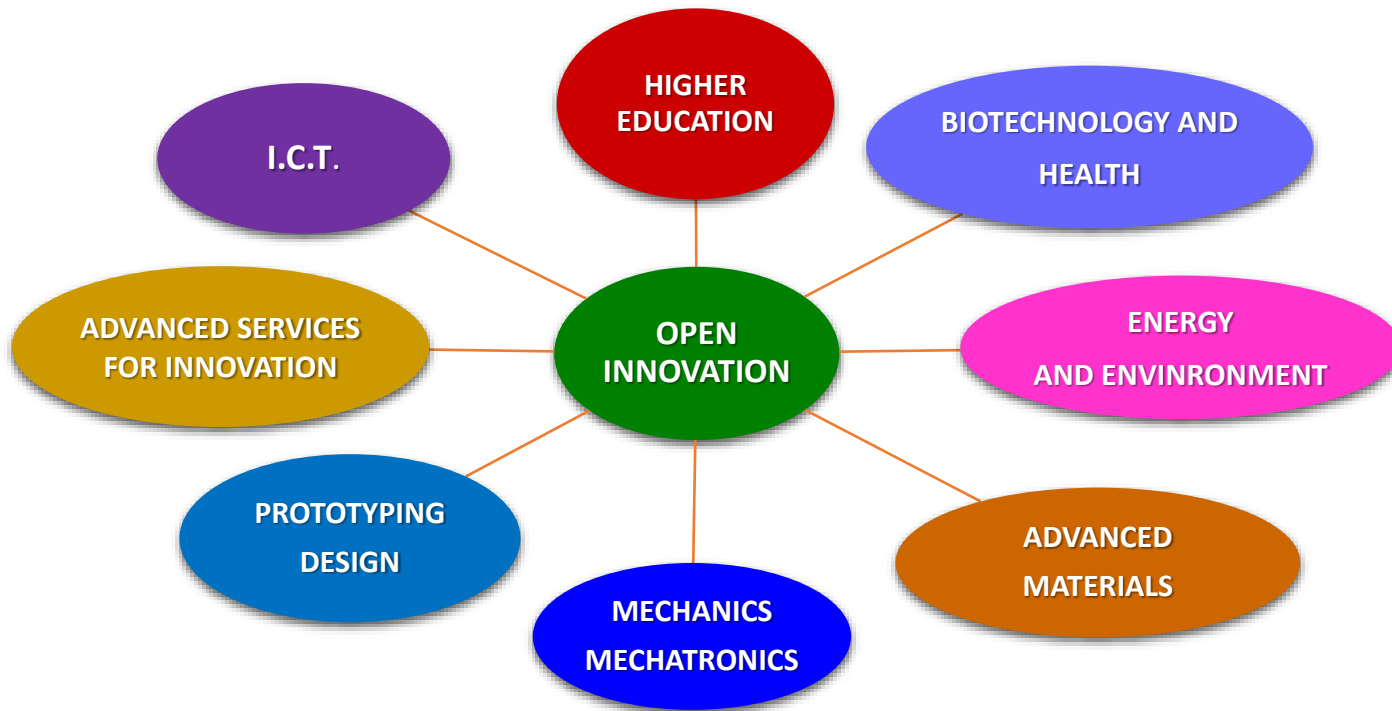 HIGHER
EDUCATION
BIOTECHNOLOGY AND
HEALTH
I.C.T.
ENERGY
AND ENVINRONMENT
OPEN
INNOVATION
ADVANCED SERVICES
FOR INNOVATION
PROTOTYPING
DESIGN
ADVANCED
MATERIALS
MECHANICS
MECHATRONICS